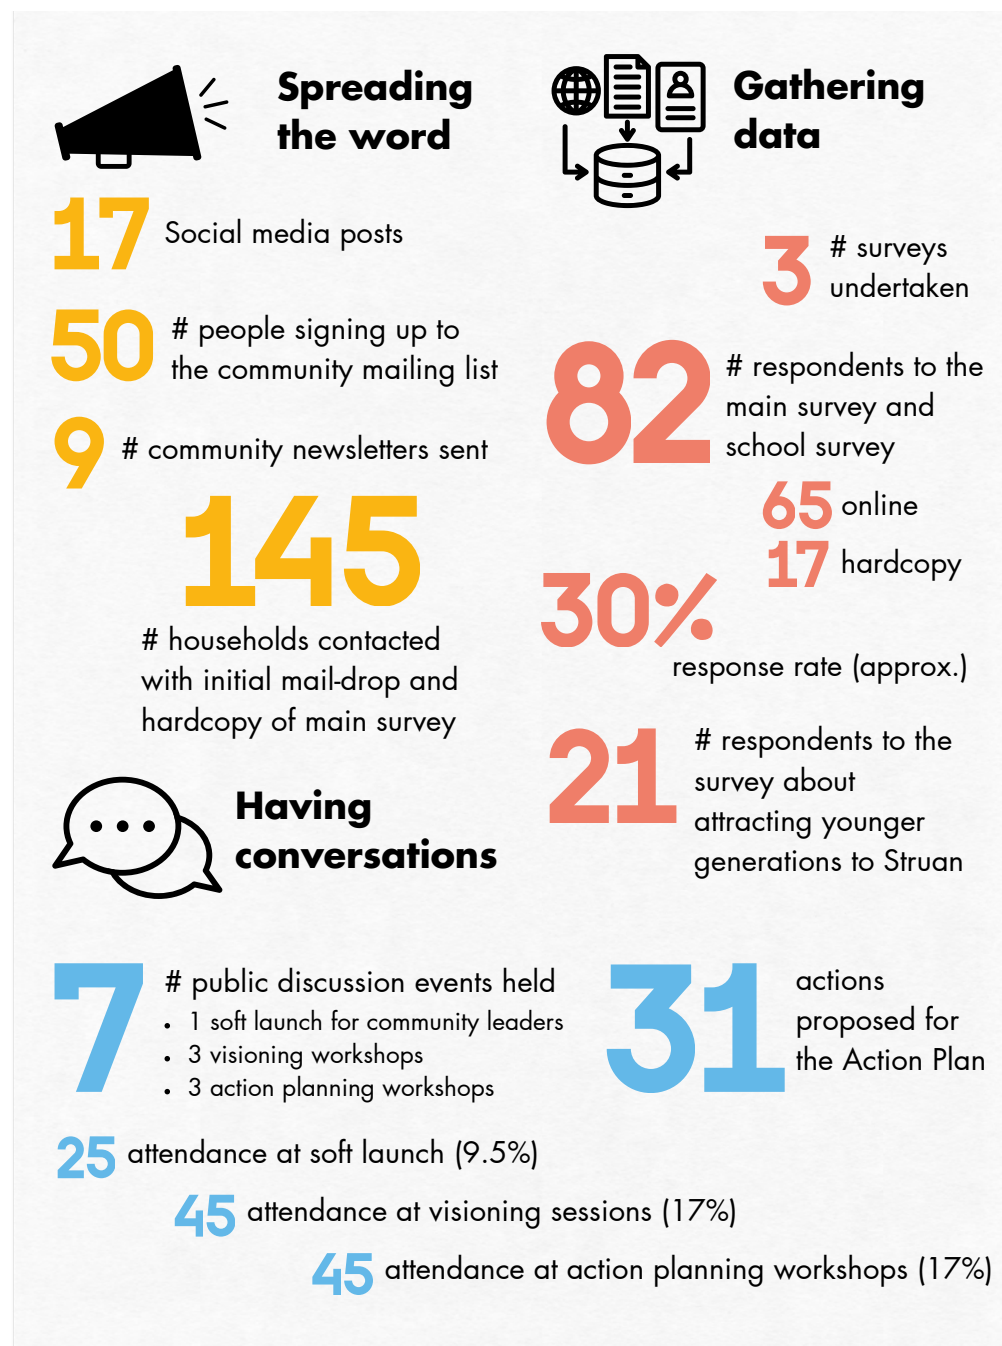 Spreading
the word
17 Social media posts
50 # people signing up to
the community mailing list
9 # community newsletters sent
145
# households contacted
with initial mail-drop and
hardcopy of main survey
Gathering
data
3 # surveys
undertaken
82 # respondents to the
main survey and
school survey
65 online
17 hardcopy
30%
response rate (approx.)
21 # respondents to the
survey about
attracting younger
generations to Struan
Having
conversations
7 # public discussion events held
• 1 soft launch for community leaders
• 3 visioning workshops
• 3 action planning workshops
31 actions
proposed for
the Action Plan
25 attendance at soft launch (9.5%)
45 attendance at visioning sessions (17%)
45 attendance at action planning workshops (17%)